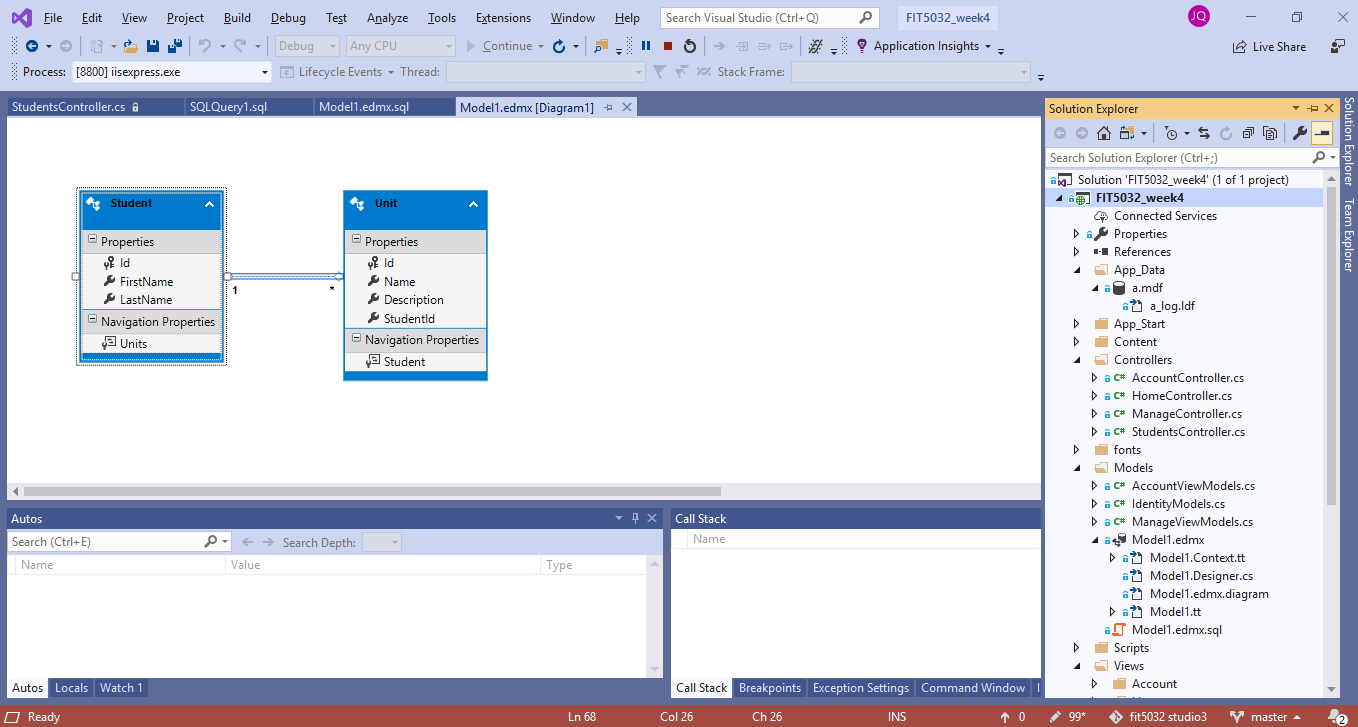 File Edit View Project Build Debug Test Analyze Tools Extensions Window Help Search Visual Studio (Ctrl+Q) FIT5032_week4 JQ
Debug Any CPU Continue Application Insights Live Share
Process: [8800] iisexpress.exe Lifecycle Events Thread: Stack Frame:
StudentsController.cs SQLQuery1.sql Model1.edmx.sql Model1.edmx [Diagram1]
Student
Properties
Id
FirstName
LastName
Navigation Properties
Units
1 *
Unit
Properties
Id
Name
Description
StudentId
Navigation Properties
Student
Solution Explorer
Search Solution Explorer (Ctrl+;)
Solution 'FIT5032_week4' (1 of 1 project)
FIT5032_week4
Connected Services
Properties
References
App_Data
a.mdf
a_log.ldf
App_Start
Content
Controllers
C# AccountController.cs
C# HomeController.cs
C# ManageController.cs
C# StudentsController.cs
fonts
Models
C# AccountViewModels.cs
C# IdentityModels.cs
C# ManageViewModels.cs
Model1.edmx
Model1.Context.tt
Model1.Designer.cs
Model1.edmx.diagram
Model1.tt
Model1.edmx.sql
Scripts
Views
Account
Solution Explorer
Team Explorer
Autos
Search (Ctrl+E) Search Depth:
Name Value Type
Autos Locals Watch 1
Call Stack
Name
Call Stack Breakpoints Exception Settings Command Window
Ready Ln 68 Col 26 Ch 26 INS 0 99* fit5032 studio3 master 2